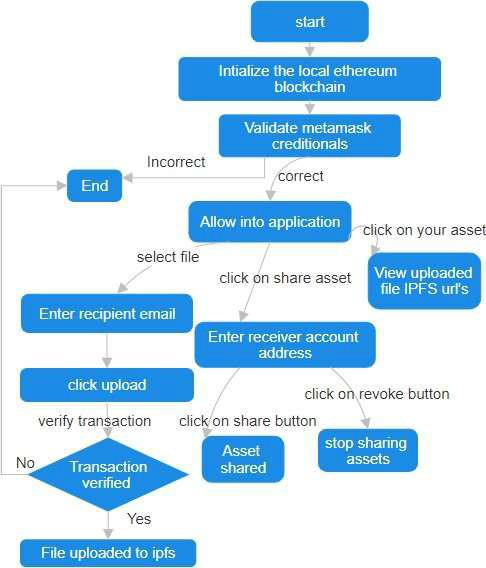 start
Intialize the local ethereum
blockchain
Validate metamask
creditionals
Incorrect
correct
End
Allow into application
click on your asset
select file
click on share asset
View uploaded
file IPFS url's
Enter recipient email
Enter receiver account
address
click upload
click on revoke button
verify transaction
click on share button
Asset
shared
stop sharing
assets
No
Transaction
verified
Yes
File uploaded to ipfs